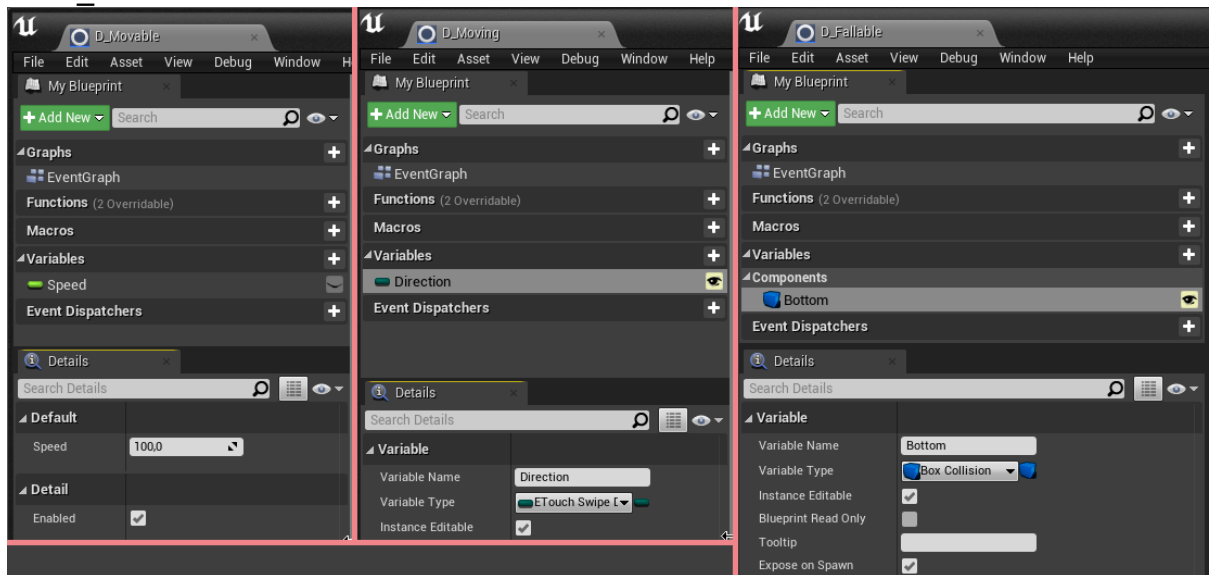 D_Movable
File Edit Asset View Debug Window H
My Blueprint
Add New Search
Graphs
EventGraph
Functions (2 Overridable)
Macros
Variables
Speed
Event Dispatchers
Details
Search Details
Default
Speed 100,0
Detail
Enabled
D_Moving
File Edit Asset View Debug Window Help
My Blueprint
Add New Search
Graphs
EventGraph
Functions (2 Overridable)
Macros
Variables
Direction
Event Dispatchers
Details
Search Details
Variable
Variable Name Direction
Variable Type ETouch Swipe D
Instance Editable
D_Fallable
File Edit Asset View Debug Window Help
My Blueprint
Add New Search
Graphs
EventGraph
Functions (2 Overridable)
Macros
Variables
Components
Bottom
Event Dispatchers
Details
Search Details
Variable
Variable Name Bottom
Variable Type Box Collision
Instance Editable
Blueprint Read Only
Tooltip
Expose on Spawn